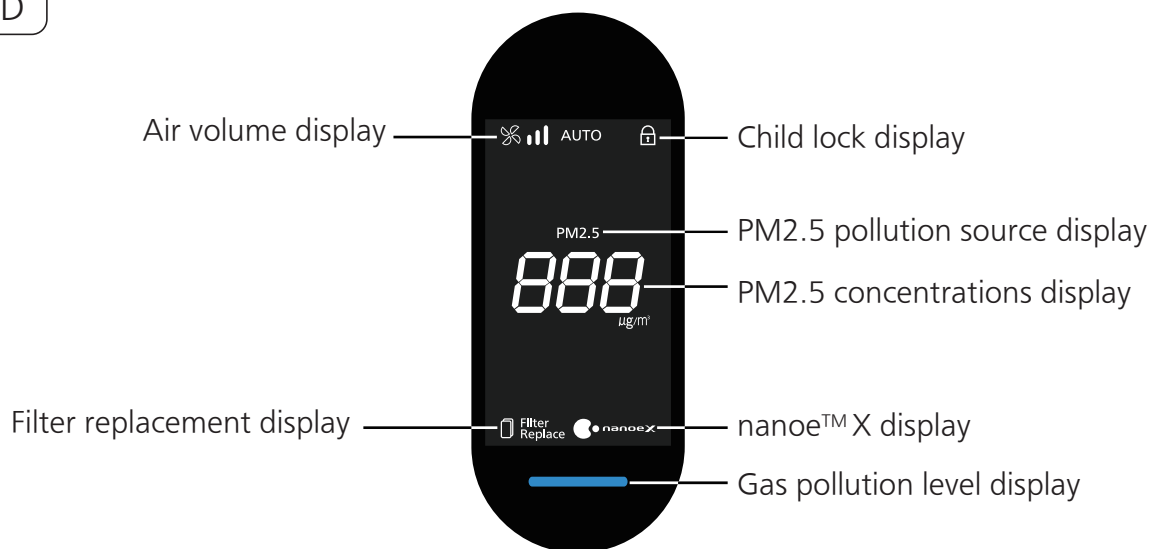 D
Air volume display
AUTO
Child lock display
PM2.5
PM2.5 pollution source display
888
PM2.5 concentrations display
µg/m³
Filter replacement display
Filter
Replace
nanoex
nanoe™ X display
Gas pollution level display